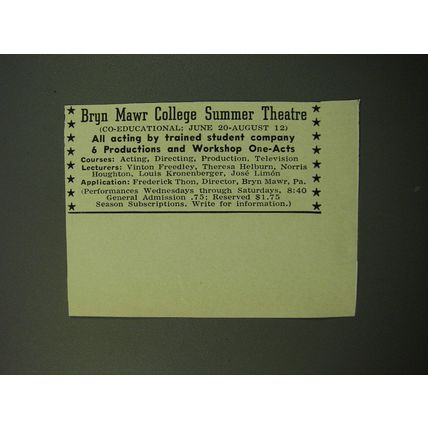 Bryn Mawr College Summer Theatre
(CO-EDUCATIONAL; JUNE 20-AUGUST 12)
All acting by trained student company
6 Productions and Workshop One-Acts
Courses: Acting, Directing, Production, Television
Lecturers: Vinton Freedley, Theresa Helburn, Norris
Houghton, Louis Kronenberger, José Limón
Application: Frederick Thon, Director, Bryn Mawr, Pa.
(Performances Wednesdays through Saturdays, 8:40
General Admission .75; Reserved $1.75
Season Subscriptions. Write for information.)